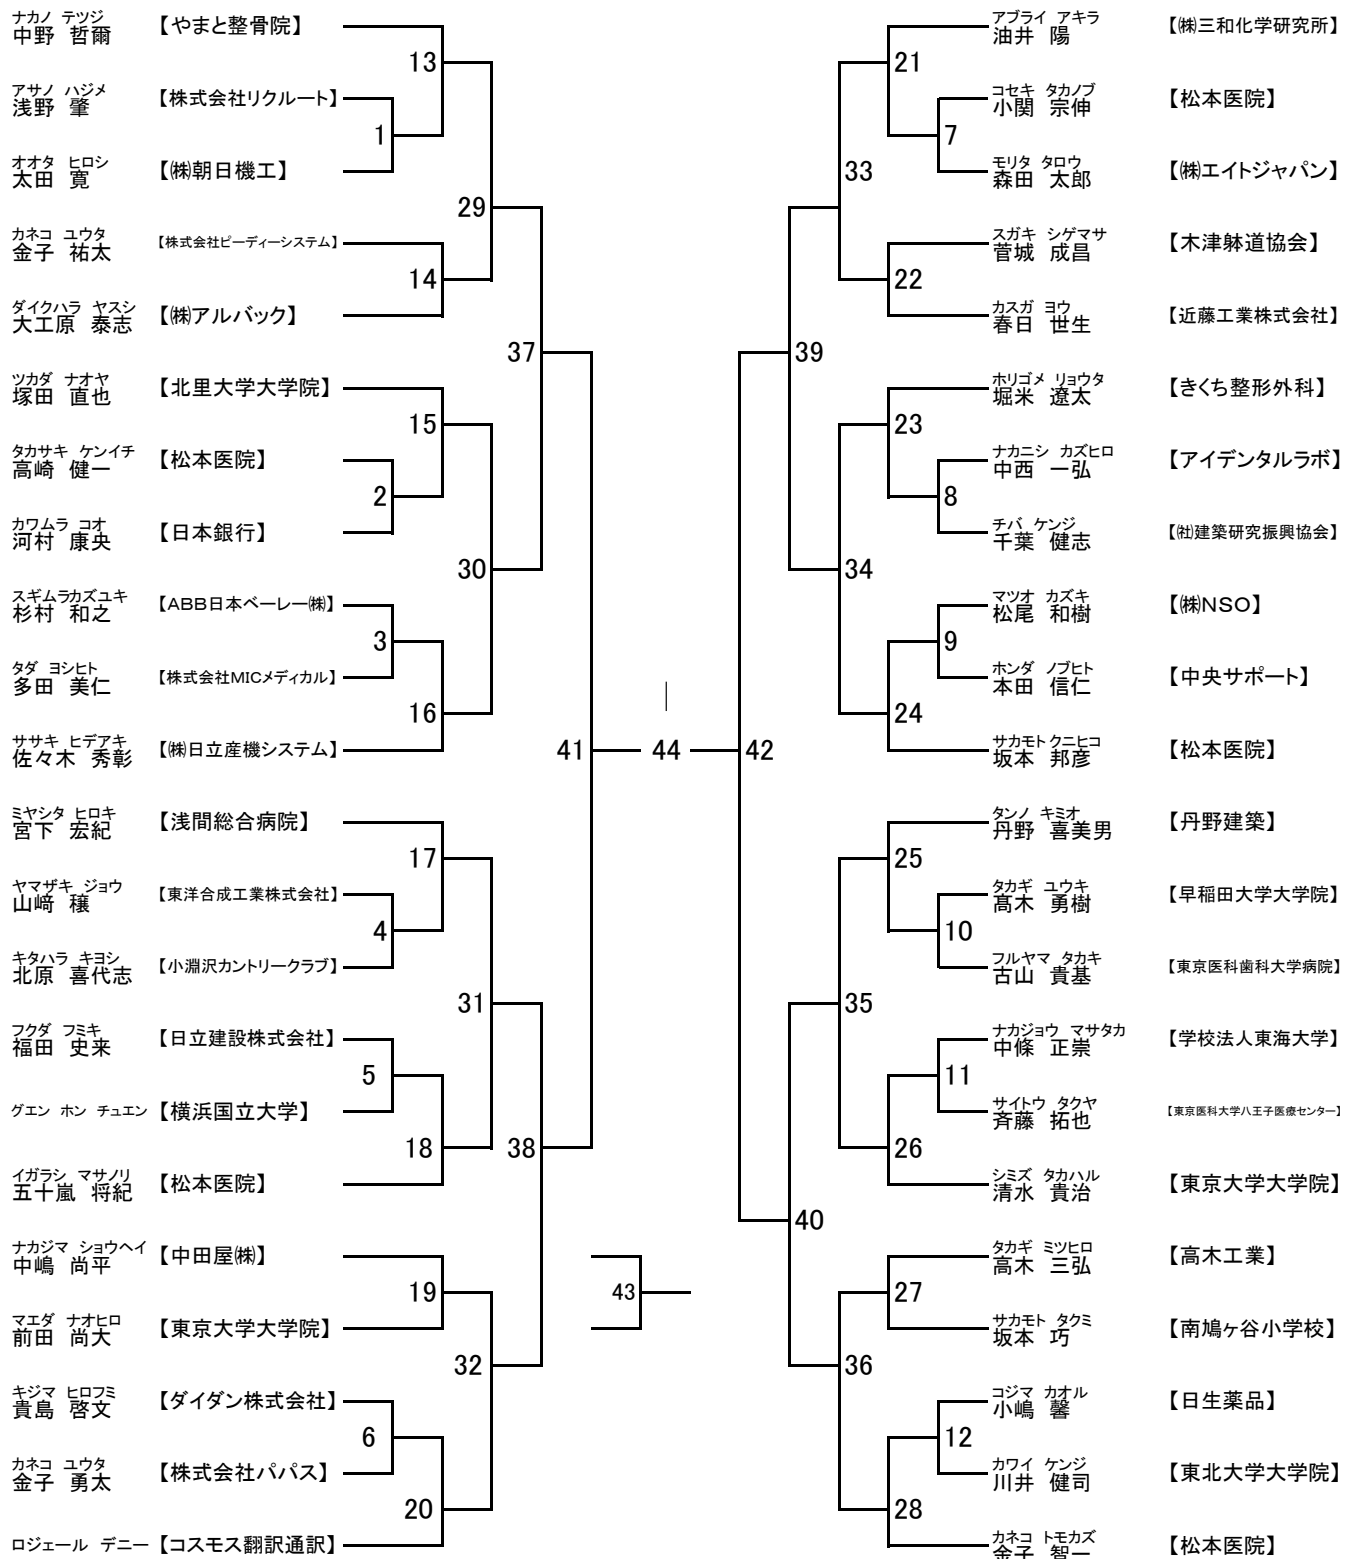 ナカノ テツジ
中野 哲爾 【やまと整骨院】
13
アサノ ハジメ
浅野 肇 【株式会社リクルート】
1
オオタ ヒロシ
太田 寛 【㈱朝日機工】
29
カネコ ユウタ
金子 祐太 【株式会社ピーディーシステム】
14
ダイクハラ ヤスシ
大工原 泰志 【㈱アルバック】
37
ツカダ ナオヤ
塚田 直也 【北里大学大学院】
15
タカサキ ケンイチ
高崎 健一 【松本医院】
2
カワムラ コオ
河村 康央 【日本銀行】
30
スギムラカズユキ
杉村 和之 【ABB日本ベーレー㈱】
3
タダ ヨシヒト
多田 美仁 【株式会社MICメディカル】
16
ササキ ヒデアキ
佐々木 秀彰 【㈱日立産機システム】
41
ミヤシタ ヒロキ
宮下 宏紀 【浅間総合病院】
17
ヤマザキ ジョウ
山﨑 穣 【東洋合成工業株式会社】
4
キタハラ キヨシ
北原 喜代志 【小淵沢カントリークラブ】
31
フクダ フミキ
福田 史来 【日立建設株式会社】
5
グエン ホン チュエン 【横浜国立大学】
18
38
イガラシ マサノリ
五十嵐 将紀 【松本医院】
ナカジマ ショウヘイ
中嶋 尚平 【中田屋㈱】
19
マエダ ナオヒロ
前田 尚大 【東京大学大学院】
32
キジマ ヒロフミ
貴島 啓文 【ダイダン株式会社】
6
カネコ ユウタ
金子 勇太 【株式会社パパス】
20
ロジェール デニー 【コスモス翻訳通訳】
44
43
アブライ アキラ
油井 陽 【㈱三和化学研究所】
21
コセキ タカノブ
小関 宗伸 【松本医院】
7
モリタ タロウ
森田 太郎 【㈱エイトジャパン】
33
スガキ シゲマサ
菅城 成昌 【木津躰道協会】
22
カスガ ヨウ
春日 世生 【近藤工業株式会社】
39
ホリゴメ リョウタ
堀米 遼太 【きくち整形外科】
23
ナカニシ カズヒロ
中西 一弘 【アイデンタルラボ】
8
チバ ケンジ
千葉 健志 【㈳建築研究振興協会】
34
マツオ カズキ
松尾 和樹 【㈱NSO】
9
ホンダ ノブヒト
本田 信仁 【中央サポート】
24
サカモトクニヒコ
坂本 邦彦 【松本医院】
42
タンノ キミオ
丹野 喜美男 【丹野建築】
25
タカギ ユウキ
髙木 勇樹 【早稲田大学大学院】
10
フルヤマ タカキ
古山 貴基 【東京医科歯科大学病院】
35
ナカジョウ マサタカ
中條 正崇 【学校法人東海大学】
11
サイトウ タクヤ
斉藤 拓也 【東京医科大学八王子医療センター】
26
シミズ タカハル
清水 貴治 【東京大学大学院】
40
タカギ ミツヒロ
高木 三弘 【高木工業】
27
サカモト タクミ
坂本 巧 【南鳩ヶ谷小学校】
36
コジマ カオル
小嶋 馨 【日生薬品】
12
カワイ ケンジ
川井 健司 【東北大学大学院】
28
カネコ トモカズ
金子 智一 【松本医院】